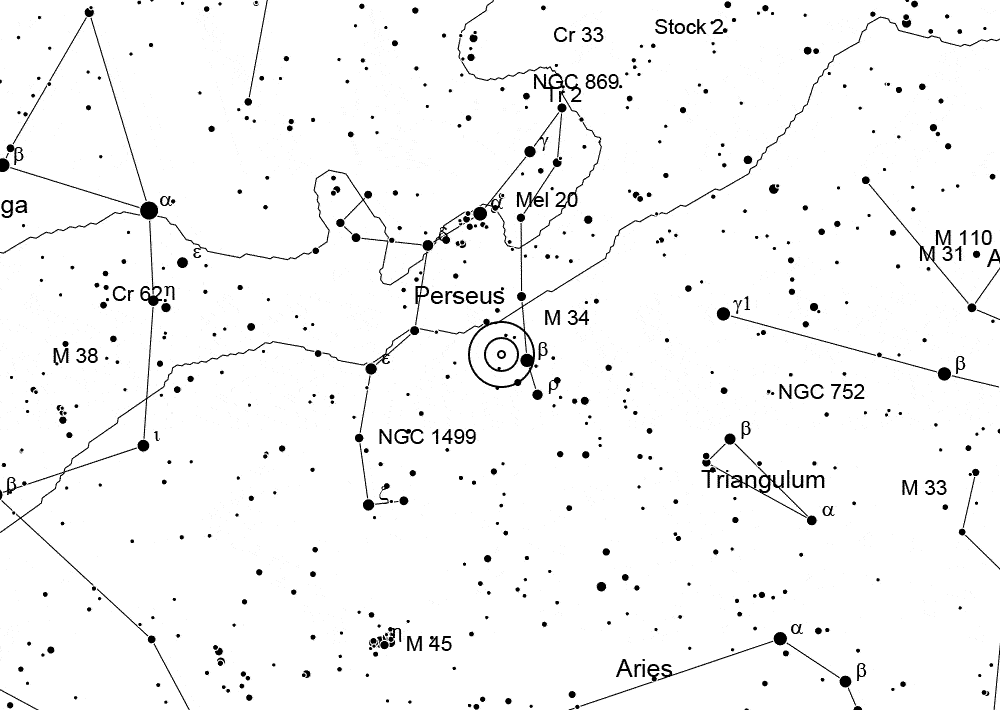 Stock 2
Cr 33
NGC 869
Tr 2
γ
β
α
ga
Mel 20
α
δ
ε
M 110
M 31
A
Cr 62
η
Perseus
γ1
M 34
M 38
β
ε
β
ρ
NGC 752
ι
NGC 1499
β
β
Triangulum
M 33
ζ
α
η
M 45
α
Aries
β